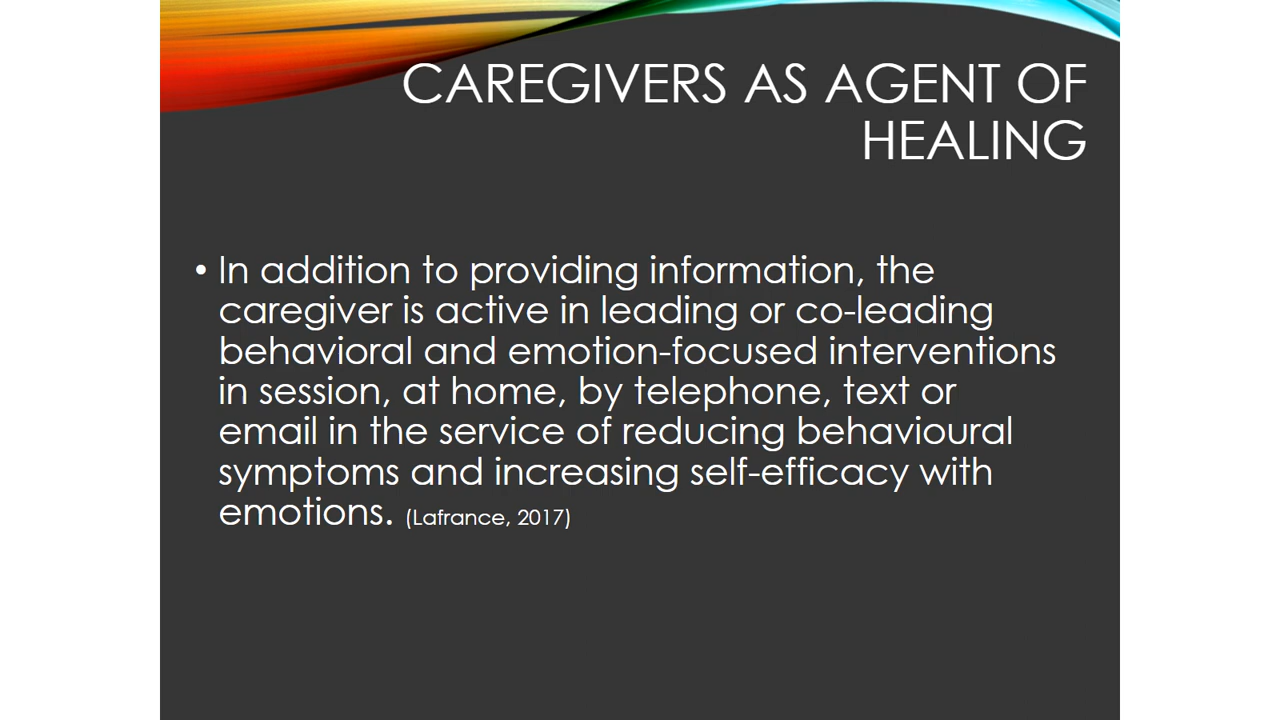 CAREGIVERS AS AGENT OF
HEALING
• In addition to providing information, the
caregiver is active in leading or co-leading
behavioral and emotion-focused interventions
in session, at home, by telephone, text or
email in the service of reducing behavioural
symptoms and increasing self-efficacy with
emotions. (Lafrance, 2017)